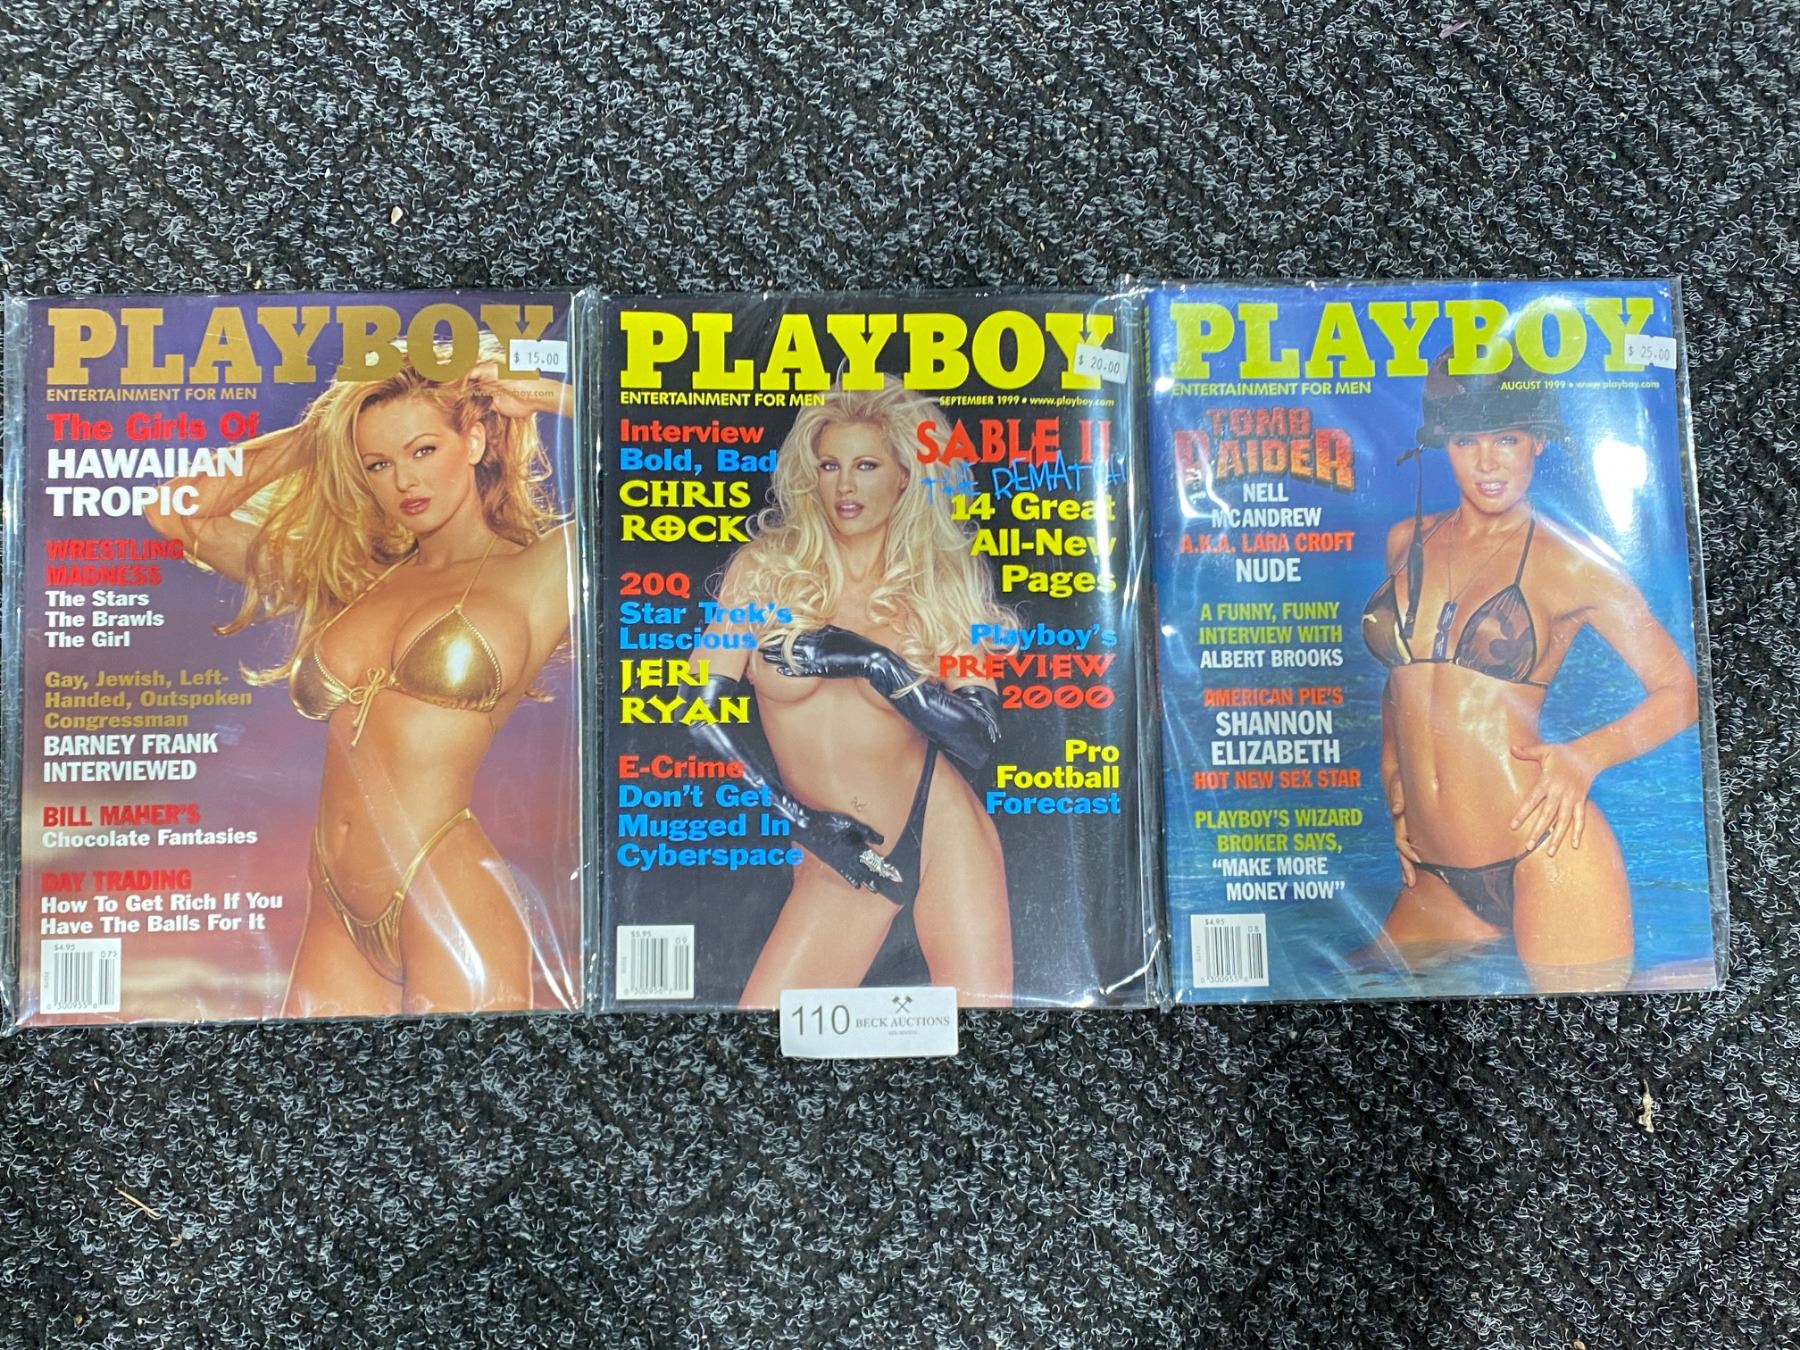 PLAYBOY
$ 15.00
ENTERTAINMENT FOR MEN
The Girls Of
HAWAIIAN
TROPIC
WRESTLING
MADNESS
The Stars
The Brawls
The Girl
Gay, Jewish, Left-
Handed, Outspoken
Congressman
BARNEY FRANK
INTERVIEWED
BILL MAHER'S
Chocolate Fantasies
DAY TRADING
How To Get Rich If You
Have The Balls For It
$4.95
07>
PLAYBOY
$ 20.00
ENTERTAINMENT FOR MEN
SEPTEMBER 1999 • www.playboy.com
Interview
Bold, Bad
CHRIS
ROCK
20Q
Star Trek's
Luscious
JERI
RYAN
E-Crime
Don't Get
Mugged In
Cyberspace
SABLE II
THE REMATCH
14 Great
All-New
Pages
Playboy's
PREVIEW
2000
Pro
Football
Forecast
$5.95
09
110 BECK AUCTIONS
PLAYBOY
$ 25.00
ENTERTAINMENT FOR MEN
AUGUST 1999 • www.playboy.com
TOMB
RAIDER
NELL
MCANDREW
A.K.A. LARA CROFT
NUDE
A FUNNY, FUNNY
INTERVIEW WITH
ALBERT BROOKS
AMERICAN PIE'S
SHANNON
ELIZABETH
HOT NEW SEX STAR
PLAYBOY'S WIZARD
BROKER SAYS,
"MAKE MORE
MONEY NOW"
$4.95
08